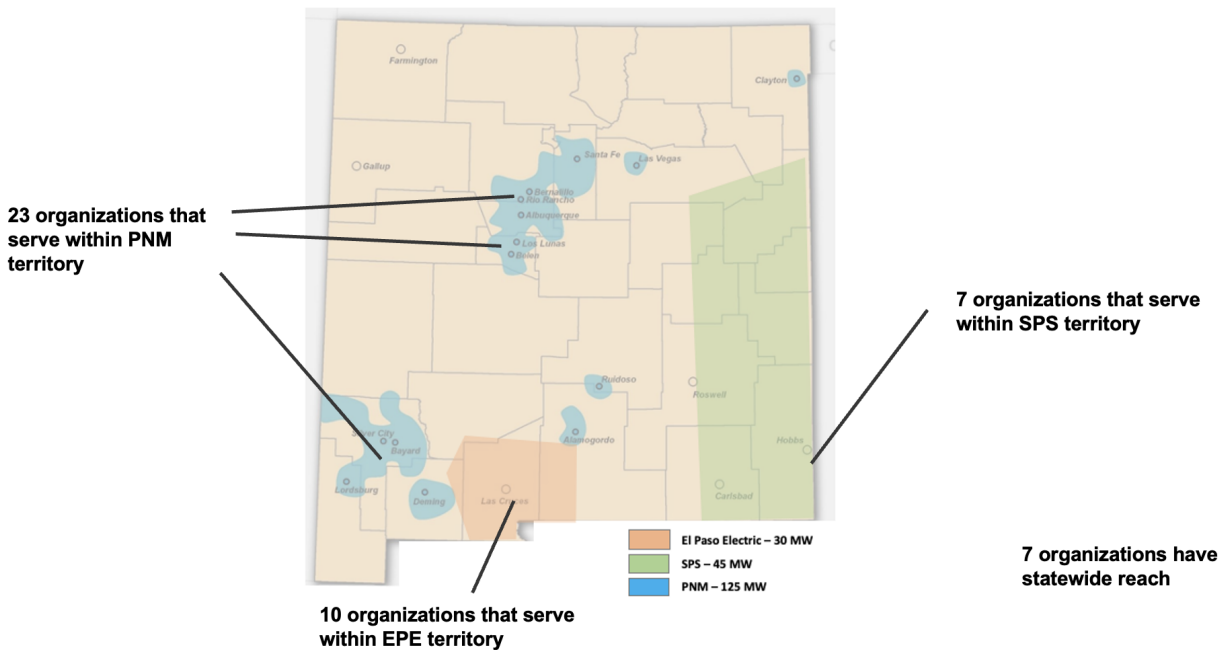 Farmington
Clayton
Santa Fe
Las Vegas
Gallup
Bernalillo
Rio Rancho
Albuquerque
Los Lunas
Belen
23 organizations that
serve within PNM
territory
7 organizations that serve
within SPS territory
Ruidoso
Roswell
Silver City
Bayard
Alamogordo
Hobbs
Lordsburg
Deming
Las Cruces
Carlsbad
El Paso Electric – 30 MW
SPS – 45 MW
PNM – 125 MW
7 organizations have
statewide reach
10 organizations that serve
within EPE territory